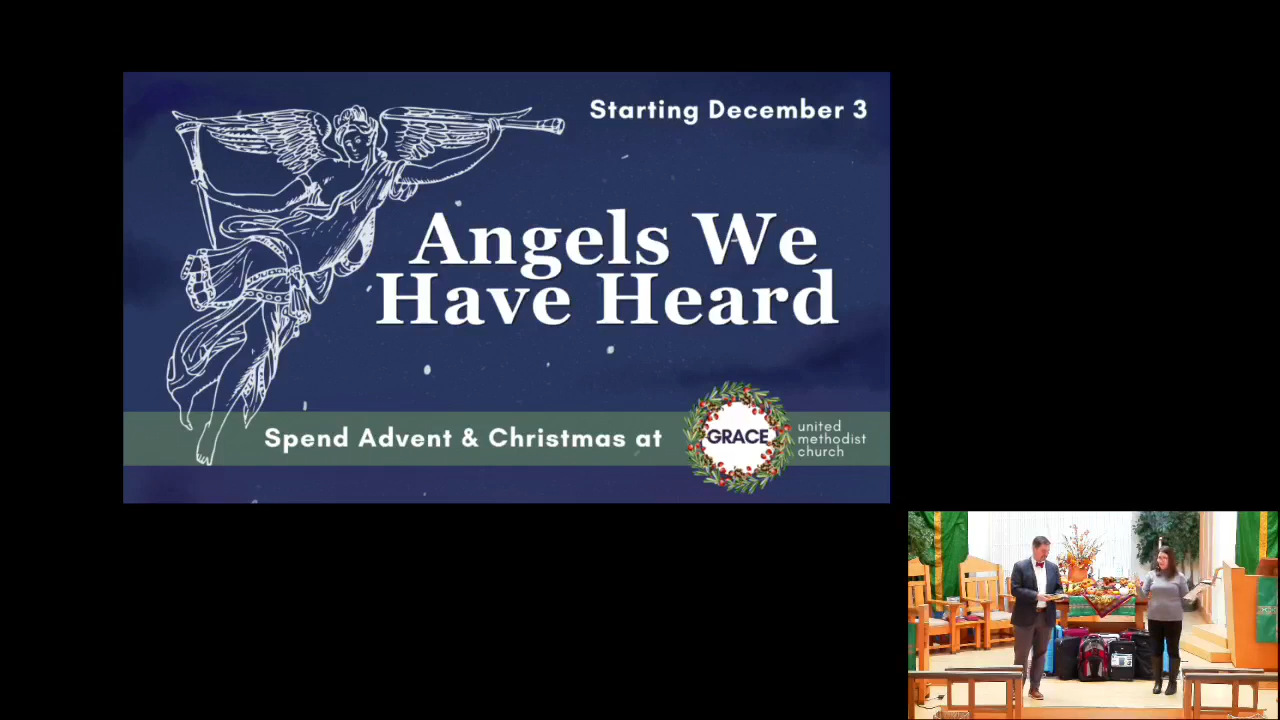 Starting December 3
Angels We
Have Heard
Spend Advent & Christmas at
GRACE
united
methodist
church